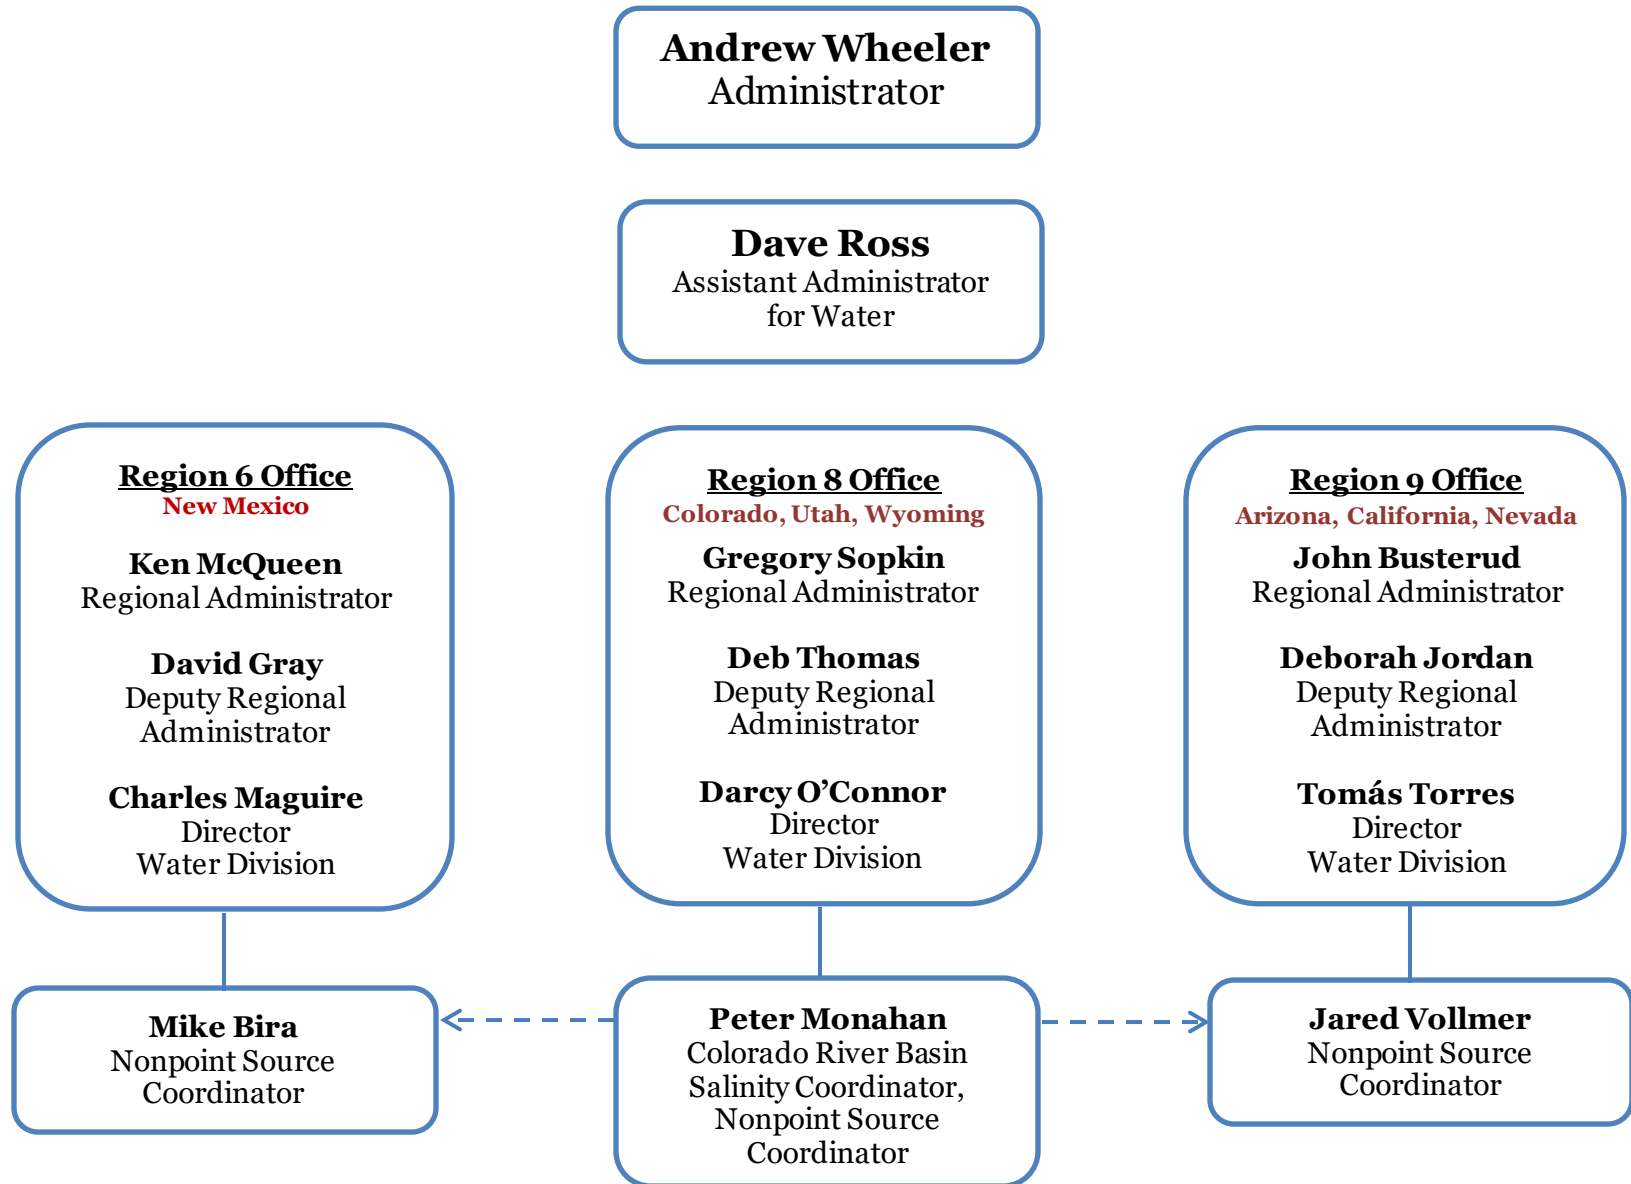 Andrew Wheeler
Administrator
Dave Ross
Assistant Administrator
for Water
Region 6 Office
New Mexico
Ken McQueen
Regional Administrator
David Gray
Deputy Regional
Administrator
Charles Maguire
Director
Water Division
Region 8 Office
Colorado, Utah, Wyoming
Gregory Sopkin
Regional Administrator
Deb Thomas
Deputy Regional
Administrator
Darcy O’Connor
Director
Water Division
Region 9 Office
Arizona, California, Nevada
John Busterud
Regional Administrator
Deborah Jordan
Deputy Regional
Administrator
Tomás Torres
Director
Water Division
Mike Bira
Nonpoint Source
Coordinator
Peter Monahan
Colorado River Basin
Salinity Coordinator,
Nonpoint Source
Coordinator
Jared Vollmer
Nonpoint Source
Coordinator